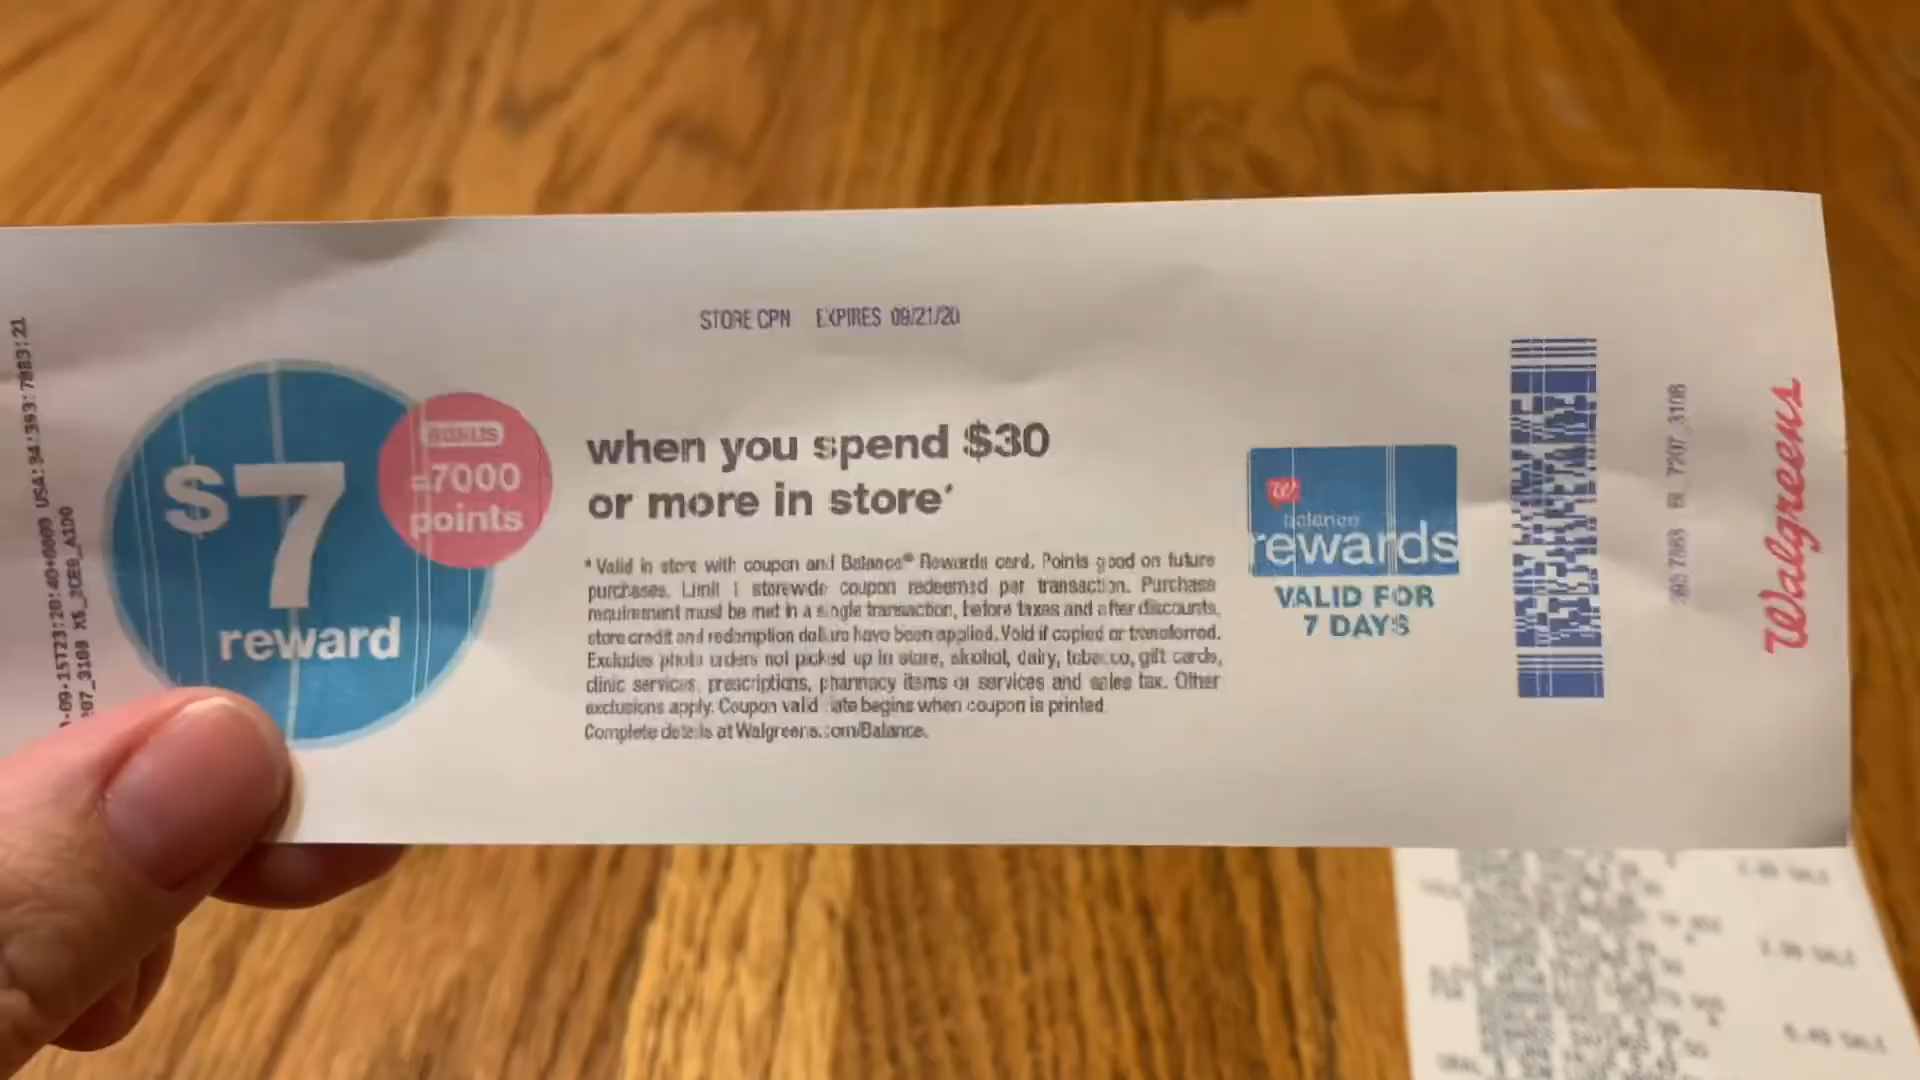 STORE CPN EXPIRES 09/21/20
$7
reward
BONUS
=7000
points
when you spend $30
or more in store*
* Valid in store with coupon and Balance® Rewards card. Points good on future
purchases. Limit 1 storewide coupon redeemed per transaction. Purchase
requirement must be met in a single transaction, before taxes and after discounts,
store credit and redemption dollars have been applied. Void if copied or transferred.
Excludes photo orders not picked up in store, alcohol, dairy, tobacco, gift cards,
clinic services, prescriptions, pharmacy items or services and sales tax. Other
exclusions apply. Coupon valid date begins when coupon is printed
Complete details at Walgreens.com/Balance.
W
balance
rewards
VALID FOR
7 DAYS
Walgreens